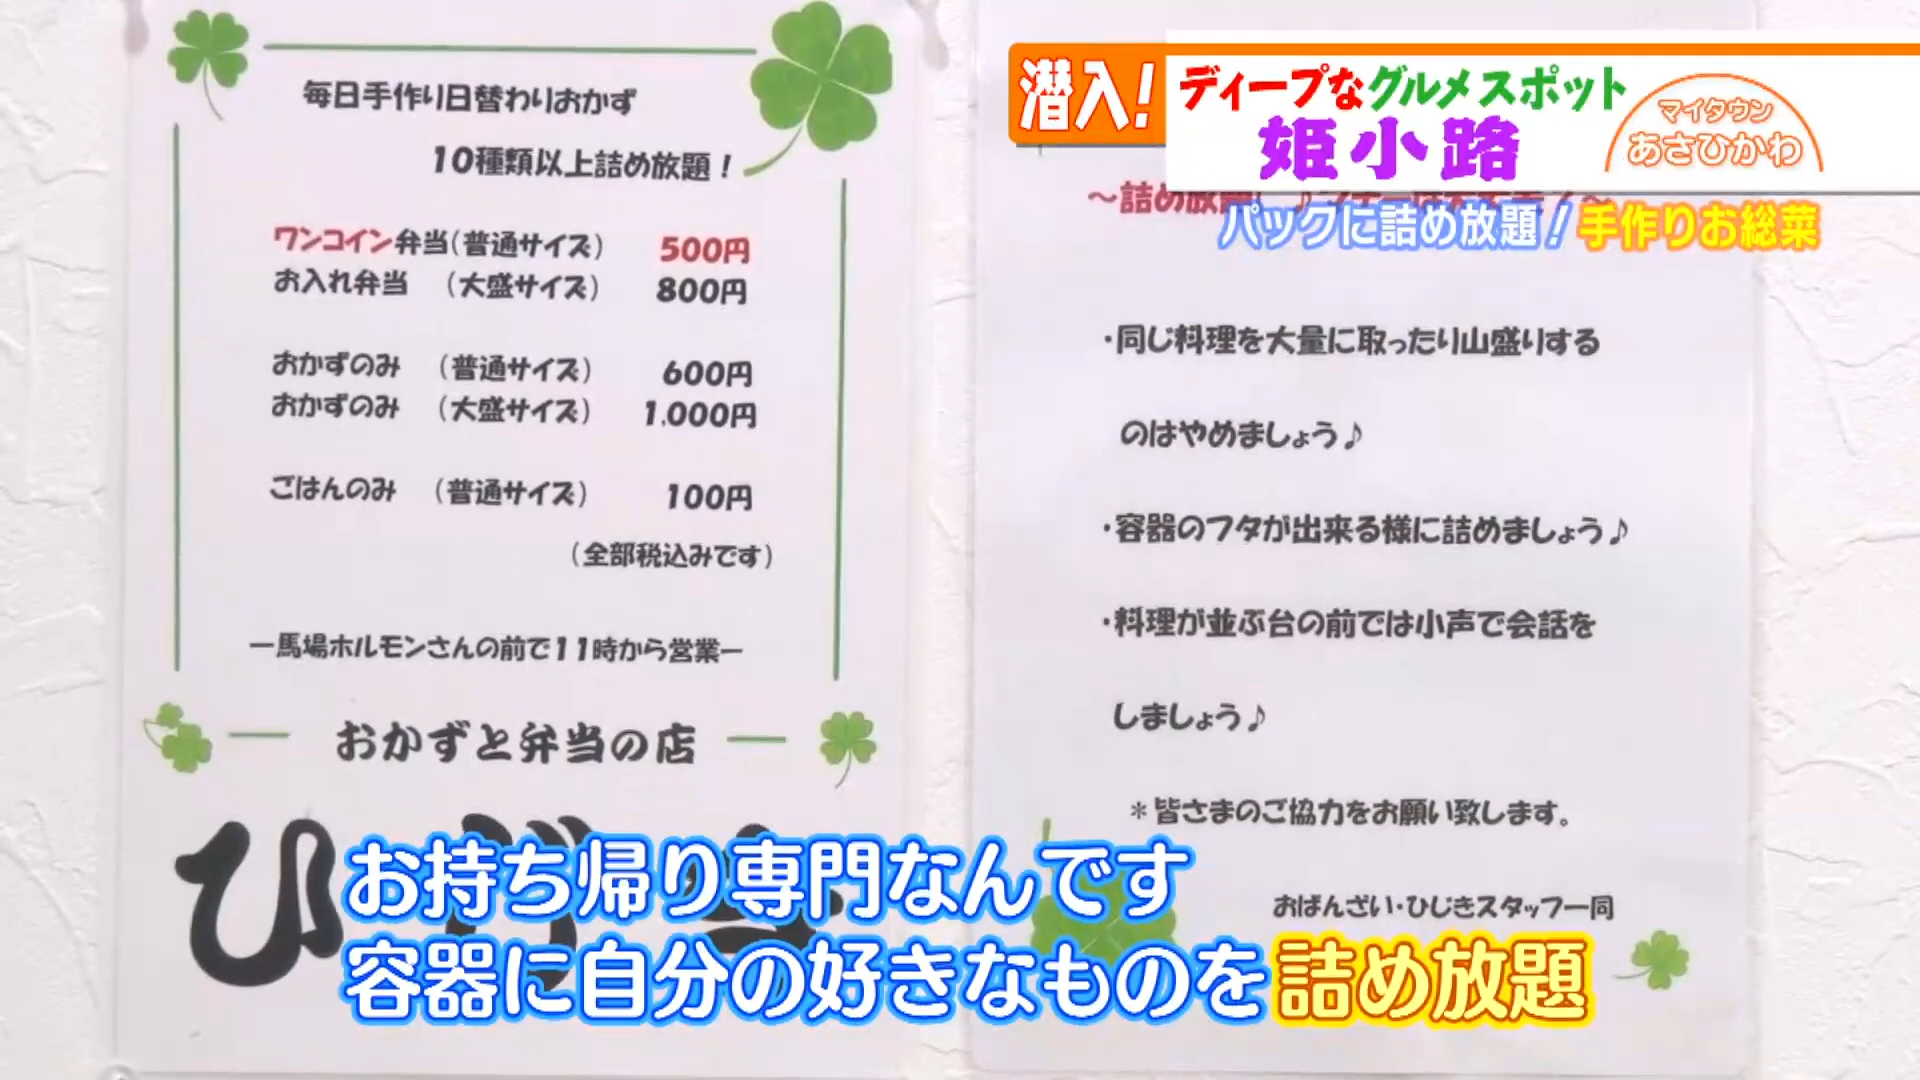 毎日手作り日替わりおかず
10種類以上詰め放題！
ワンコイン弁当（普通サイズ） 500円
お入れ弁当 （大盛サイズ） 800円
おかずのみ （普通サイズ） 600円
おかずのみ （大盛サイズ） 1,000円
ごはんのみ （普通サイズ） 100円
（全部税込みです）
ー馬場ホルモンさんの前で11時から営業ー
おかずと弁当の店
潜入！
ディープなグルメスポット
姫小路
マイタウン
あさひかわ
〜詰め放題
パックに詰め放題！手作りお総菜
・同じ料理を大量に取ったり山盛りする
のはやめましょう♪
・容器のフタが出来る様に詰めましょう♪
・料理が並ぶ台の前では小声で会話を
しましょう♪
＊皆さまのご協力をお願い致します。
おばんざい・ひじきスタッフ一同
お持ち帰り専門なんです
容器に自分の好きなものを詰め放題